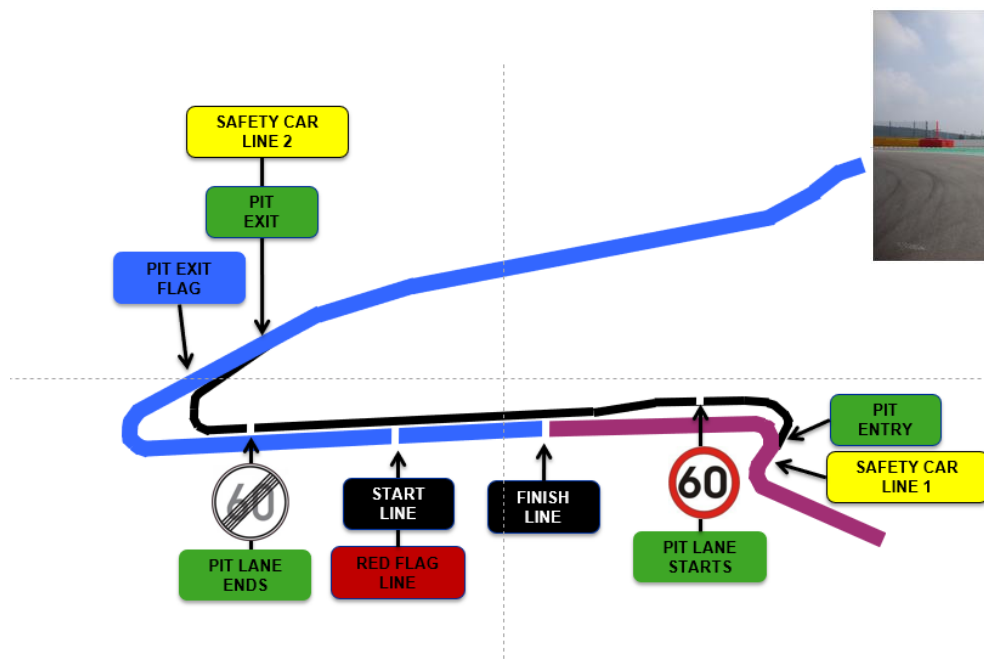 SAFETY CAR
LINE 2
PIT
EXIT
PIT EXIT
FLAG
PIT
ENTRY
SAFETY CAR
LINE 1
60
60
START
LINE
FINISH
LINE
PIT LANE
ENDS
RED FLAG
LINE
PIT LANE
STARTS